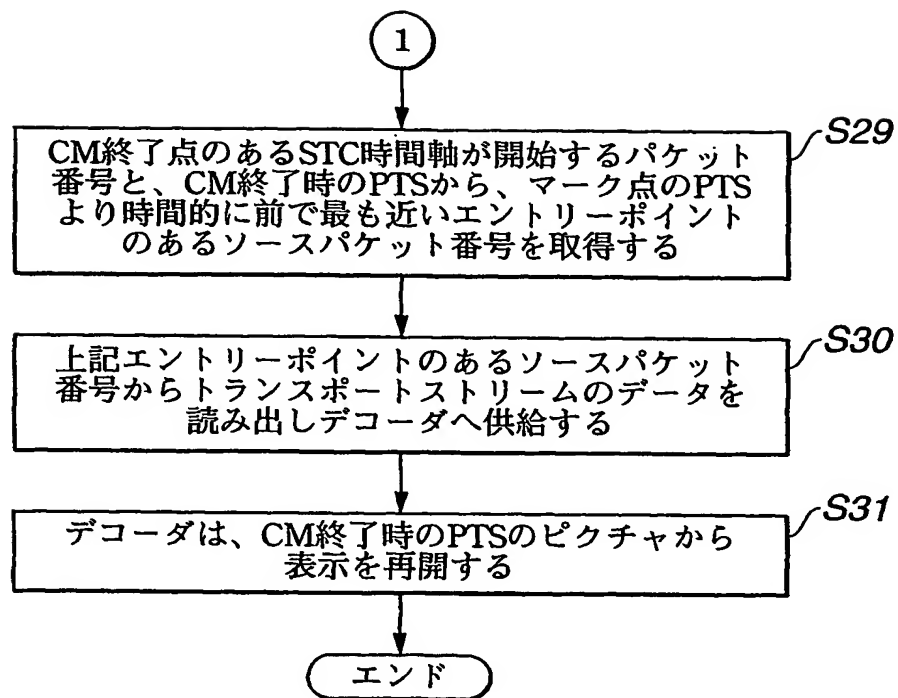 1
S29
CM終了点のあるSTC時間軸が開始するパケット
番号と、CM終了時のPTSから、マーク点のPTS
より時間的に前で最も近いエントリーポイント
のあるソースパケット番号を取得する
S30
上記エントリーポイントのあるソースパケット
番号からトランスポートストリームのデータを
読み出しデコーダへ供給する
S31
デコーダは、CM終了時のPTSのピクチャから
表示を再開する
エンド